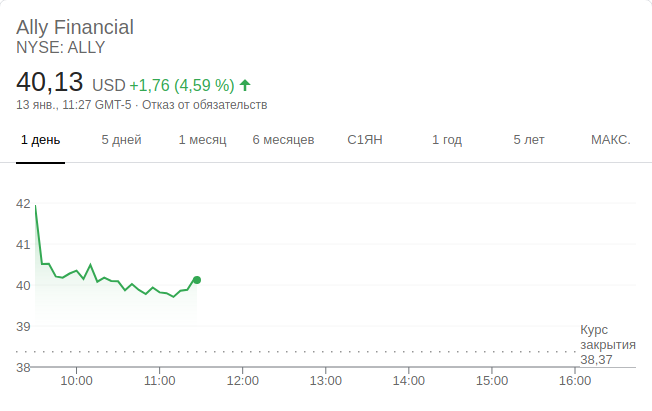 Ally Financial
NYSE: ALLY
40,13 USD +1,76 (4,59 %)
13 янв., 11:27 GMT-5 · Отказ от обязательств
1 день 5 дней 1 месяц 6 месяцев С1ЯН 1 год 5 лет МАКС.
42
41
40
39
Курс
закрытия
38,37
38
10:00 11:00 12:00 13:00 14:00 15:00 16:00